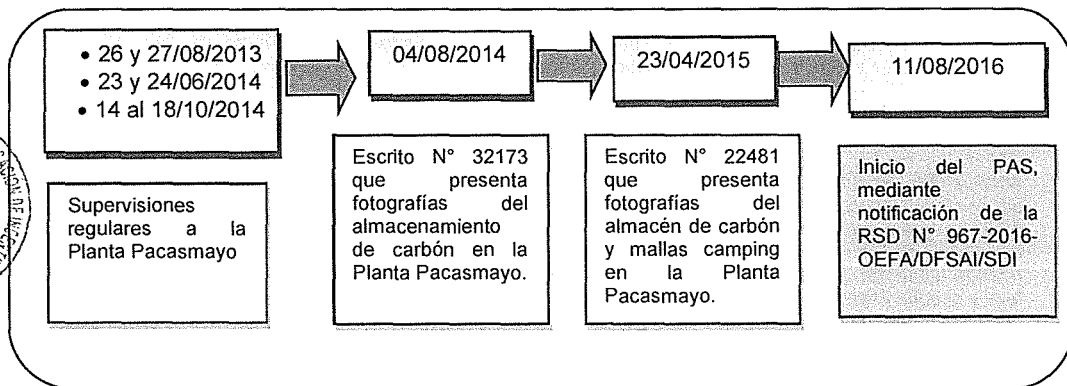 • 26 y 27/08/2013
• 23 y 24/06/2014
• 14 al 18/10/2014
04/08/2014
23/04/2015
11/08/2016
Supervisiones
regulares a la
Planta Pacasmayo
Escrito N° 32173
que presenta
fotografías del
almacenamiento
de carbón en la
Planta Pacasmayo.
Escrito N° 22481
que presenta
fotografías del
almacén de carbón
y mallas camping
en la Planta
Pacasmayo.
Inicio del PAS,
mediante
notificación de la
RSD N° 967-2016-
OEFA/DFSAI/SDI